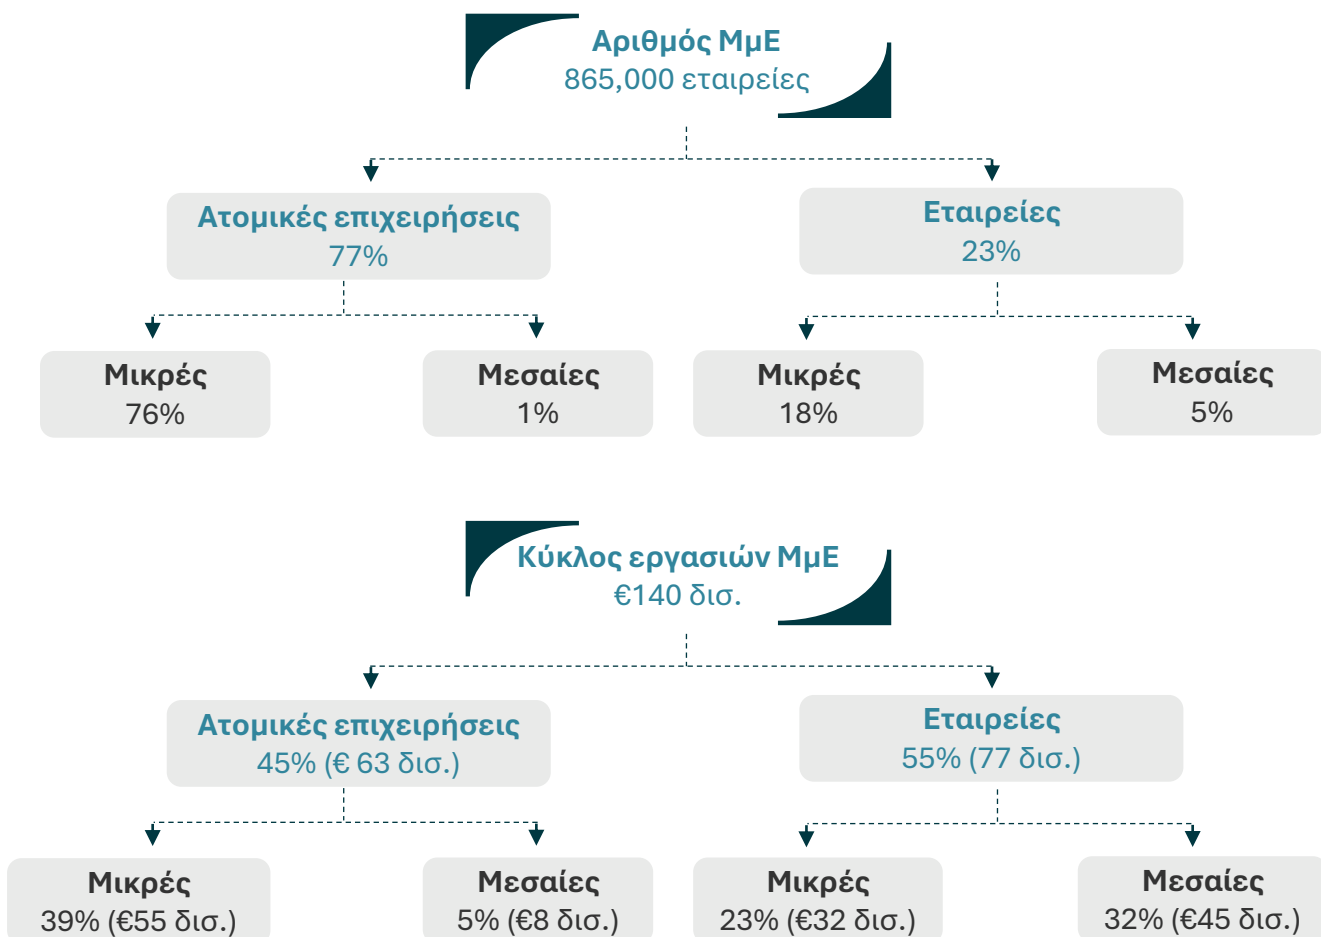 Αριθμός ΜμΕ
865,000 εταιρείες
Ατομικές επιχειρήσεις
77%
Εταιρείες
23%
Μικρές
76%
Μεσαίες
1%
Μικρές
18%
Μεσαίες
5%
Κύκλος εργασιών ΜμΕ
€140 δισ.
Ατομικές επιχειρήσεις
45% (€ 63 δισ.)
Εταιρείες
55% (77 δισ.)
Μικρές
39% (€55 δισ.)
Μεσαίες
5% (€8 δισ.)
Μικρές
23% (€32 δισ.)
Μεσαίες
32% (€45 δισ.)